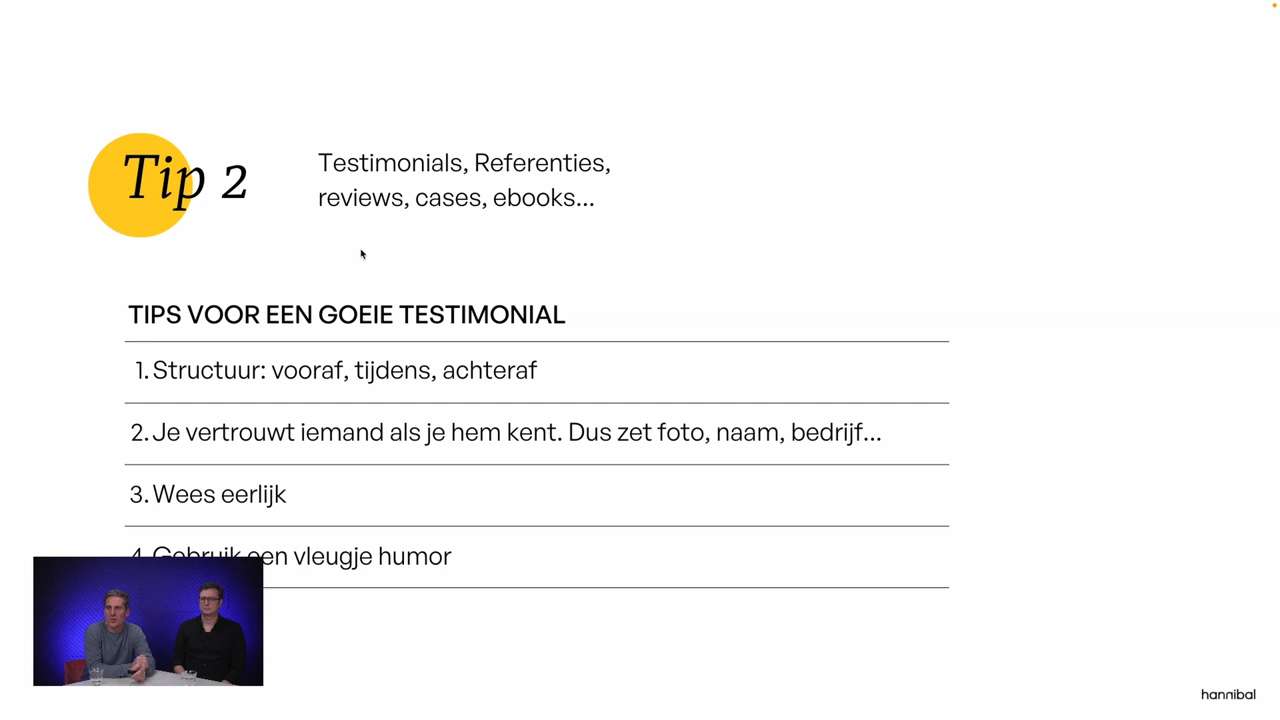 Tip 2
Testimonials, Referenties,
reviews, cases, ebooks...
TIPS VOOR EEN GOEIE TESTIMONIAL
1. Structuur: vooraf, tijdens, achteraf
2. Je vertrouwt iemand als je hem kent. Dus zet foto, naam, bedrijf...
3. Wees eerlijk
4. Gebruik een vleugje humor
hannibal